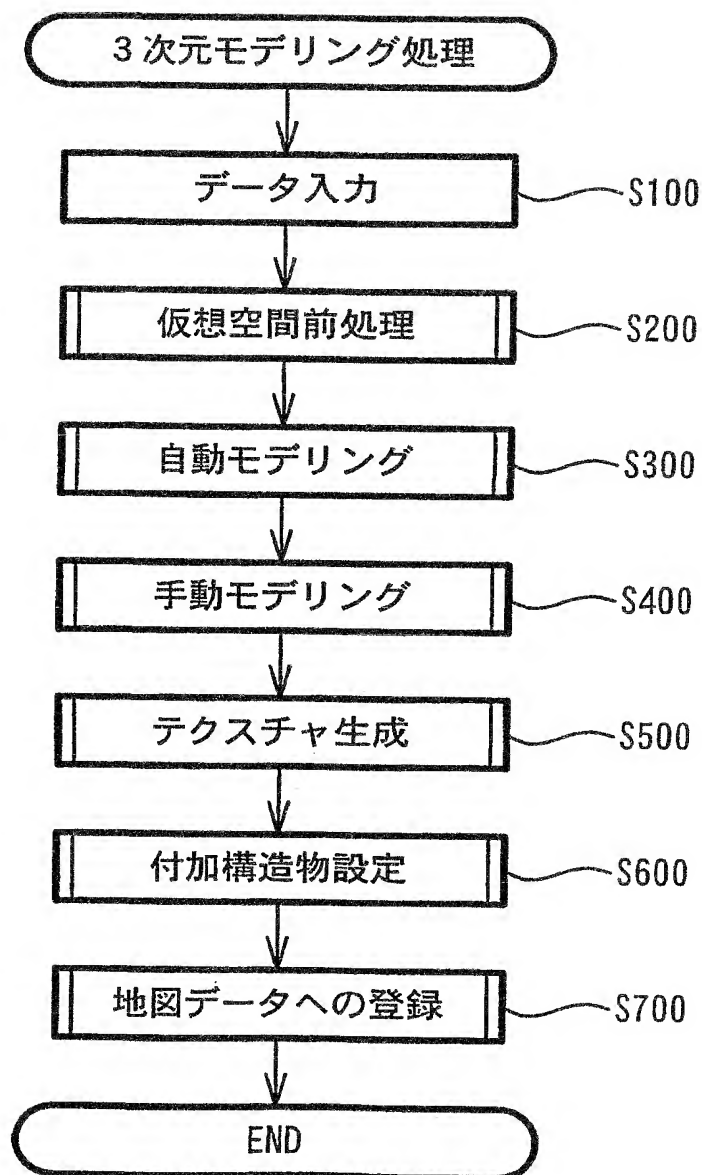 3次元モデリング処理
データ入力
S100
仮想空間前処理
S200
自動モデリング
S300
手動モデリング
S400
テクスチャ生成
S500
付加構造物設定
S600
地図データへの登録
S700
END